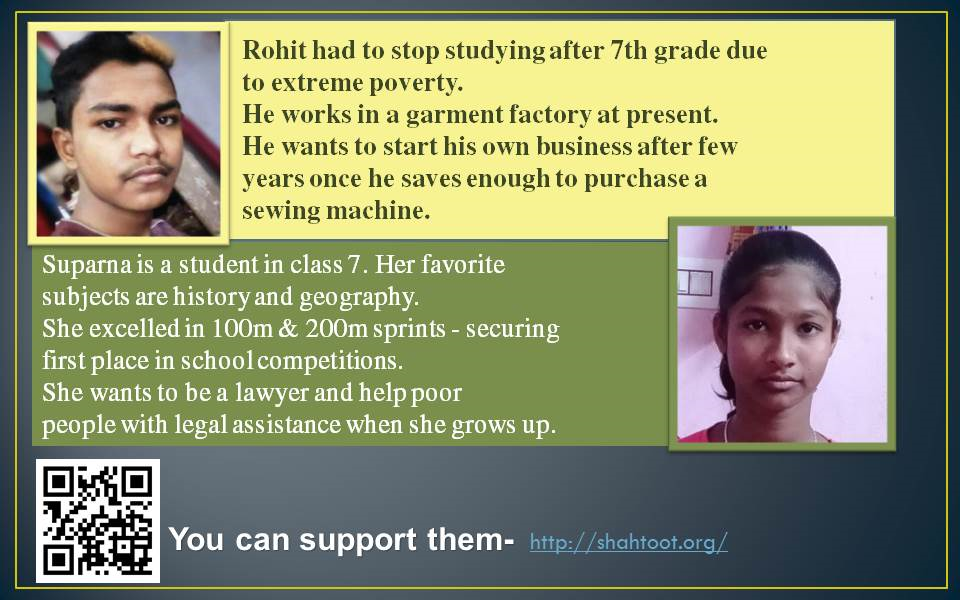 Rohit had to stop studying after 7th grade due
to extreme poverty.
He works in a garment factory at present.
He wants to start his own business after few
years once he saves enough to purchase a
sewing machine.
Suparna is a student in class 7. Her favorite
subjects are history and geography.
She excelled in 100m & 200m sprints - securing
first place in school competitions.
She wants to be a lawyer and help poor
people with legal assistance when she grows up.
You can support them- http://shahtoot.org/